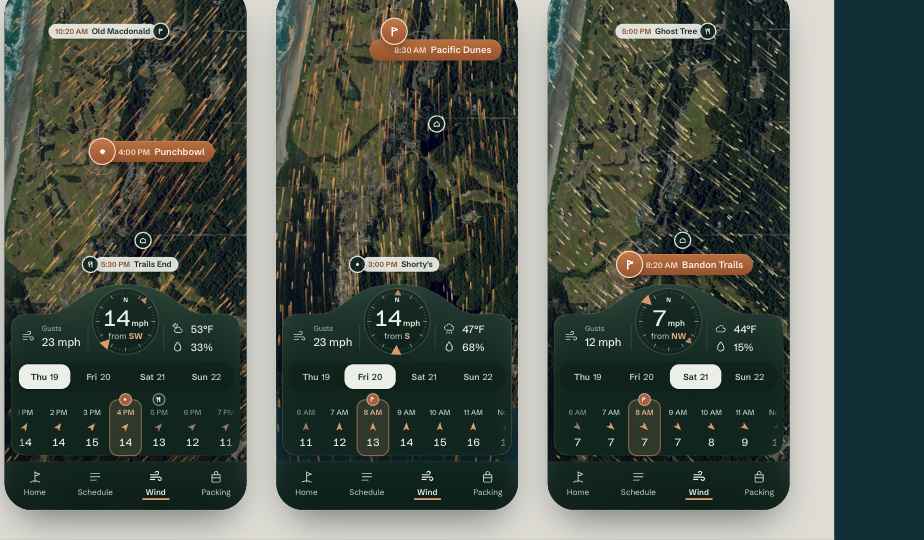 10:20 AM Old Macdonald
4:00 PM Punchbowl
5:30 PM Trails End
N
14 mph
from SW
Gusts
23 mph
53°F
33%
Thu 19 Fri 20 Sat 21 Sun 22
PM 2 PM 3 PM 4 PM 5 PM 6 PM 7 PM
14 14 15 14 13 12 11
Home Schedule Wind Packing
8:30 AM Pacific Dunes
3:00 PM Shorty's
N
14 mph
from S
Gusts
23 mph
47°F
68%
Thu 19 Fri 20 Sat 21 Sun 22
6 AM 7 AM 8 AM 9 AM 10 AM 11 AM
11 12 13 14 15 16
Home Schedule Wind Packing
5:00 PM Ghost Tree
8:20 AM Bandon Trails
N
7 mph
from NW
Gusts
12 mph
44°F
15%
Thu 19 Fri 20 Sat 21 Sun 22
6 AM 7 AM 8 AM 9 AM 10 AM 11 AM
7 7 7 7 8 9
Home Schedule Wind Packing